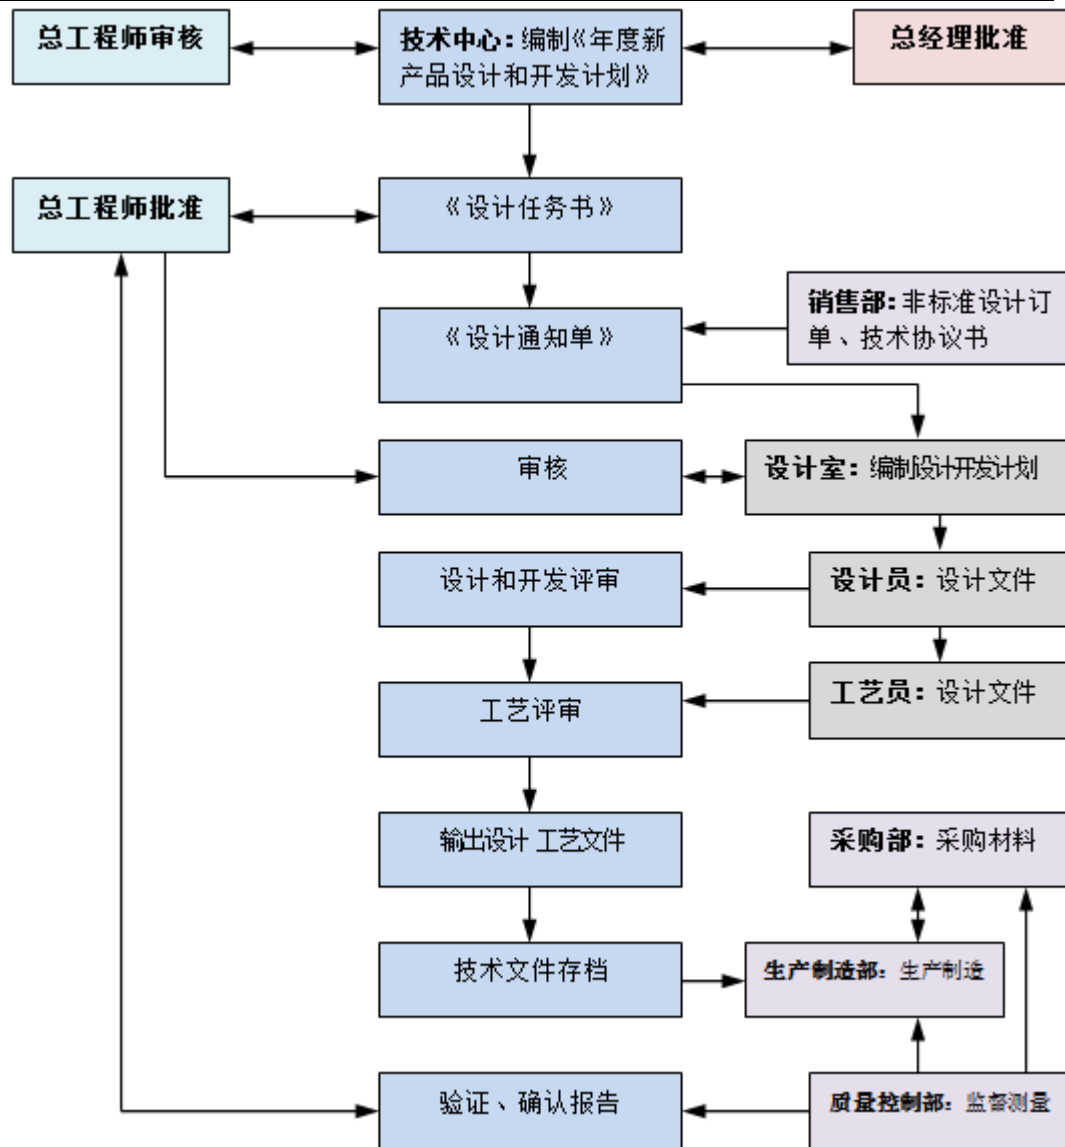 总工程师审核
技术中心：编制《年度新
产品设计和开发计划》
总经理批准
总工程师批准
《设计任务书》
销售部：非标准设计订
单、技术协议书
《设计通知单》
审核
设计室：编制设计开发计划
设计和开发评审
设计员：设计文件
工艺评审
工艺员：设计文件
输出设计 工艺文件
采购部：采购材料
技术文件存档
生产制造部：生产制造
验证、确认报告
质量控制部：监督测量